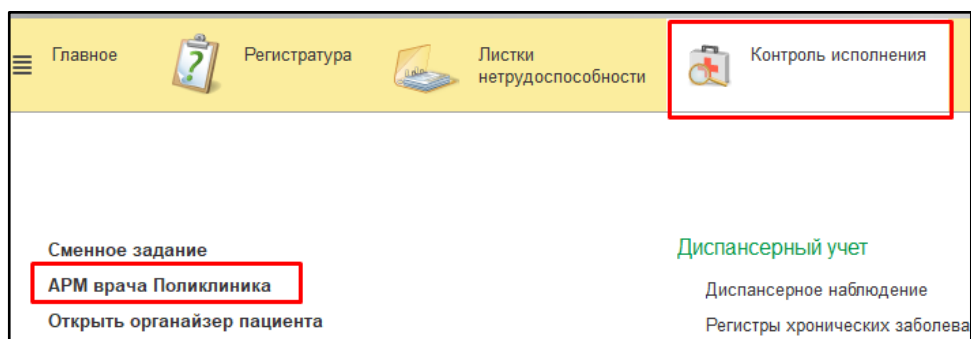 Главное
Регистратура
Листки
нетрудоспособности
Контроль исполнения
Сменное задание
АРМ врача Поликлиника
Открыть органайзер пациента
Диспансерный учет
Диспансерное наблюдение
Регистры хронических заболева